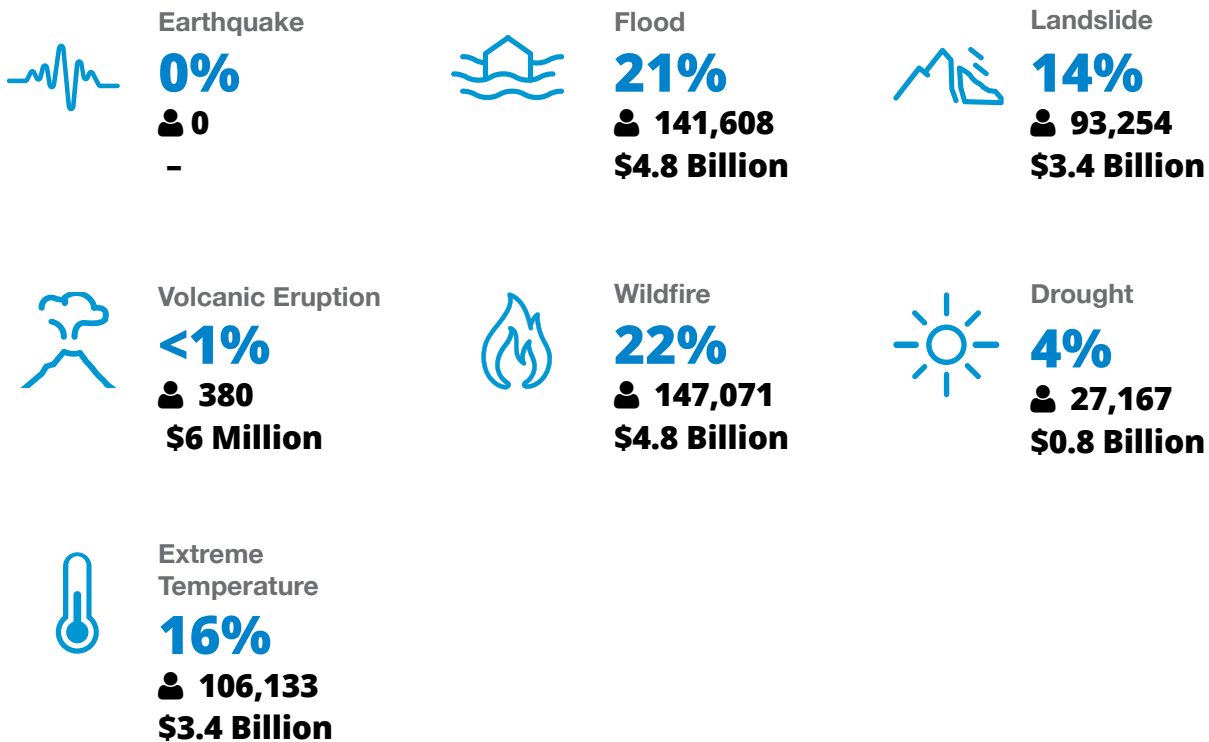 Earthquake
0%
0
–
Flood
21%
141,608
$4.8 Billion
Landslide
14%
93,254
$3.4 Billion
Volcanic Eruption
<1%
380
$6 Million
Wildfire
22%
147,071
$4.8 Billion
Drought
4%
27,167
$0.8 Billion
Extreme
Temperature
16%
106,133
$3.4 Billion